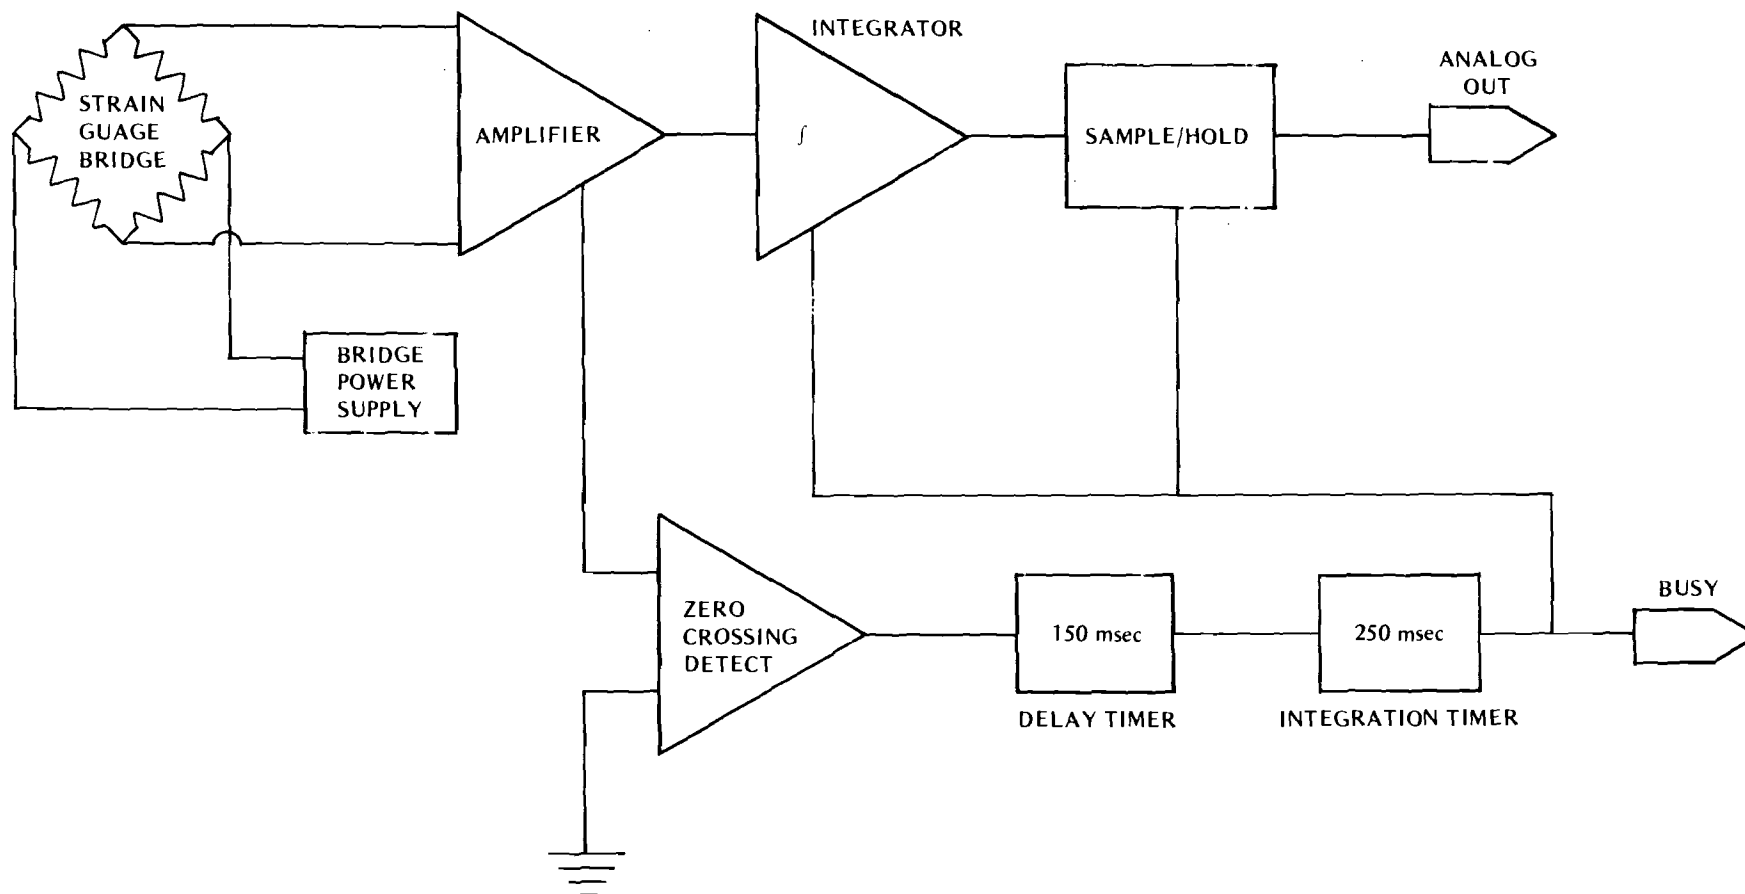 STRAIN
GUAGE
BRIDGE
AMPLIFIER
INTEGRATOR
∫
SAMPLE/HOLD
ANALOG
OUT
BRIDGE
POWER
SUPPLY
ZERO
CROSSING
DETECT
150 msec
DELAY TIMER
250 msec
INTEGRATION TIMER
BUSY